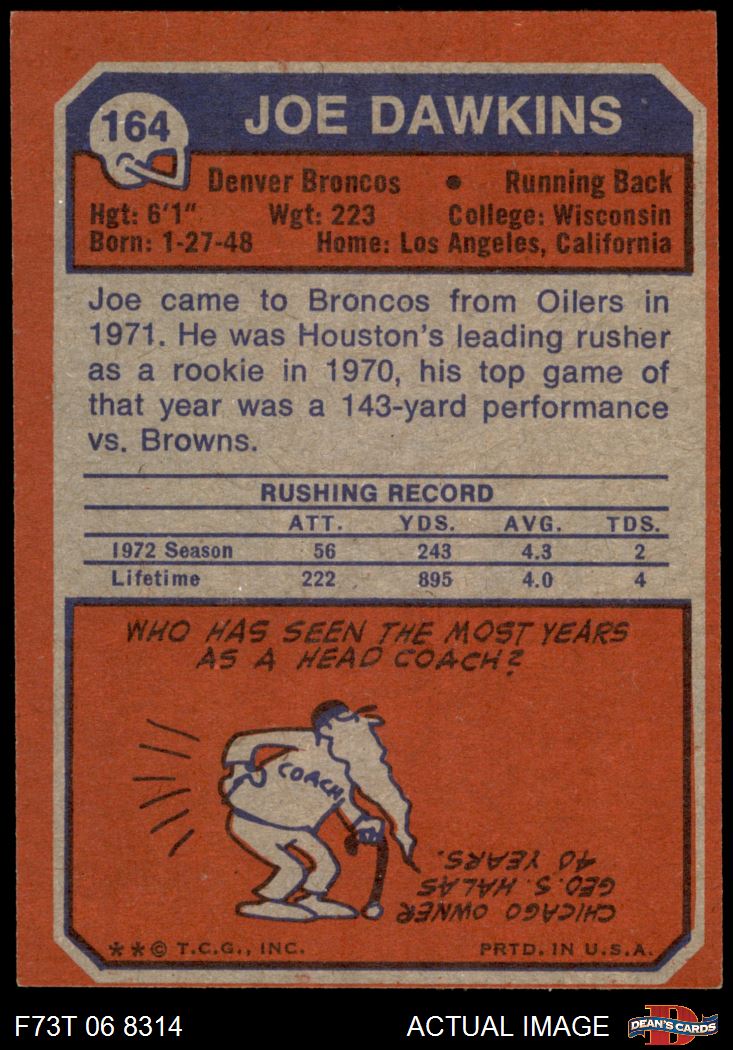 164
JOE DAWKINS
Denver Broncos • Running Back
Hgt: 6'1" Wgt: 223 College: Wisconsin
Born: 1-27-48 Home: Los Angeles, California
Joe came to Broncos from Oilers in
1971. He was Houston's leading rusher
as a rookie in 1970, his top game of
that year was a 143-yard performance
vs. Browns.
RUSHING RECORD
ATT. YDS. AVG. TDS.
1972 Season 56 243 4.3 2
Lifetime 222 895 4.0 4
WHO HAS SEEN THE MOST YEARS
AS A HEAD COACH?
COACH
CHICAGO OWNER
GEO. S. HALAS
40 YEARS.
**© T.C.G., INC. PRTD. IN U.S.A.
F73T 06 8314 ACTUAL IMAGE
D
DEAN'S CARDS